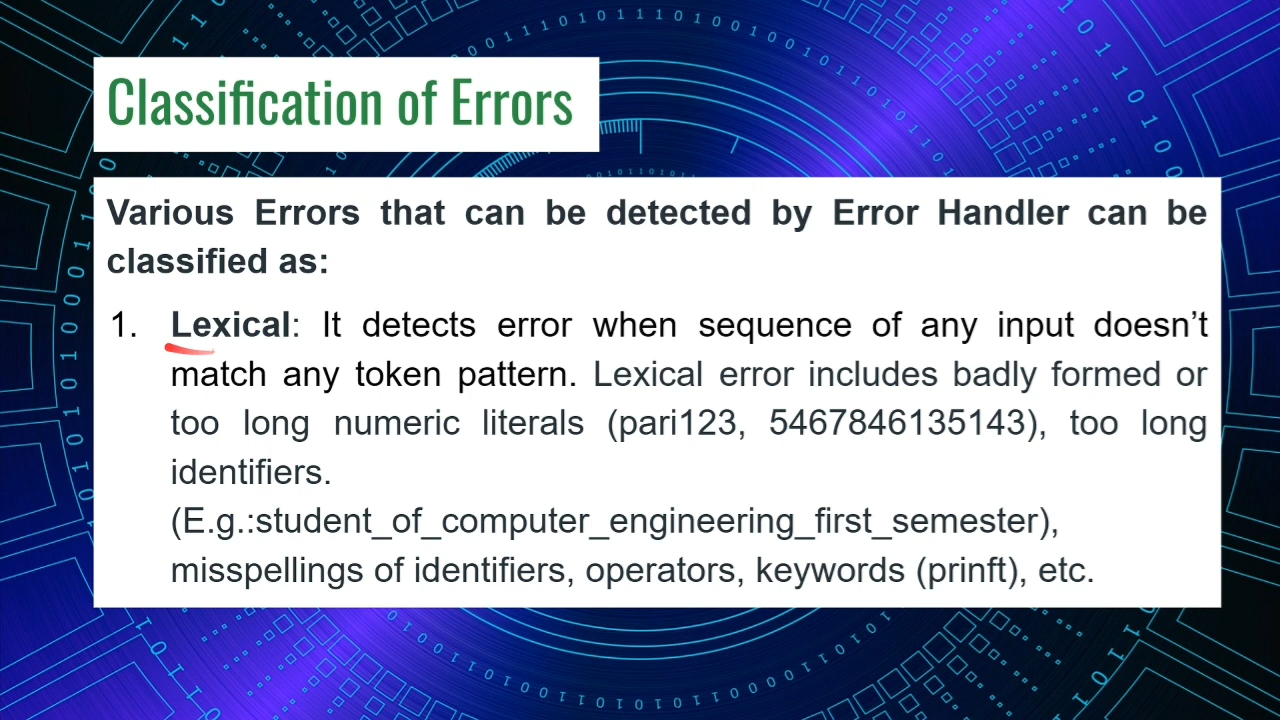 Classification of Errors
Various Errors that can be detected by Error Handler can be
classified as:
1. Lexical: It detects error when sequence of any input doesn’t
match any token pattern. Lexical error includes badly formed or
too long numeric literals (pari123, 5467846135143), too long
identifiers.
(E.g.:student_of_computer_engineering_first_semester),
misspellings of identifiers, operators, keywords (prinft), etc.